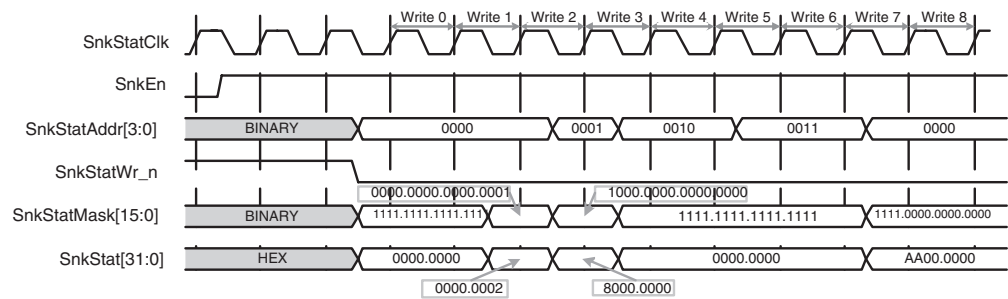 Write 0 Write 1 Write 2 Write 3 Write 4 Write 5 Write 6 Write 7 Write 8
SnkStatClk
SnkEn
SnkStatAddr[3:0] BINARY 0000 0001 0010 0011 0000
SnkStatWr_n
0000.0000.0000.0001 1000.0000.0000.0000
SnkStatMask[15:0] BINARY 1111.1111.1111.111 1111.1111.1111.1111 1111.0000.0000.0000
SnkStat[31:0] HEX 0000.0000 0000.0000 AA00.0000
0000.0002 8000.0000